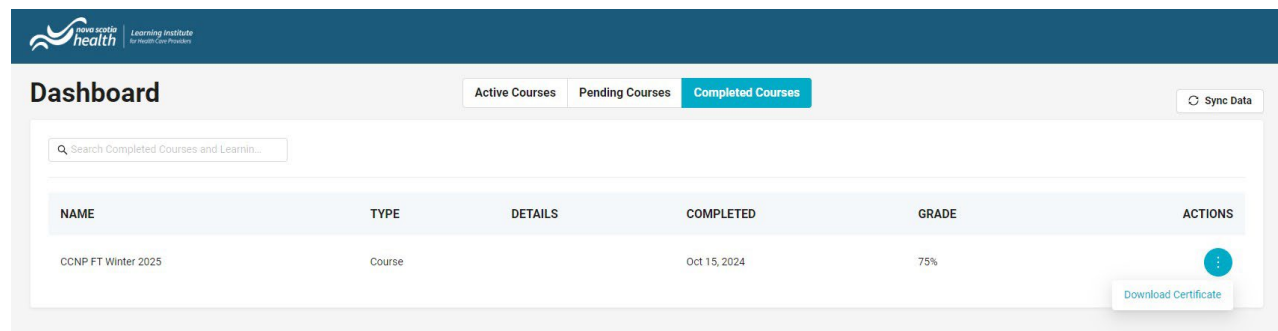 nova scotia
health
Learning Institute
for Health Care Providers
Dashboard
Active Courses Pending Courses Completed Courses
Sync Data
Search Completed Courses and Learnin...
NAME TYPE DETAILS COMPLETED GRADE ACTIONS
CCNP FT Winter 2025 Course Oct 15, 2024 75%
Download Certificate